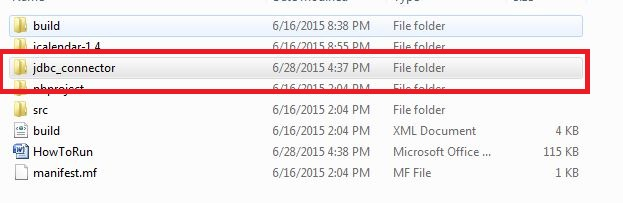 build 6/16/2015 8:38 PM File folder
jcalendar-1.4 6/16/2015 8:55 PM File folder
jdbc_connector 6/28/2015 4:37 PM File folder
nbproject 6/16/2015 2:04 PM File folder
src 6/16/2015 2:04 PM File folder
build 6/16/2015 2:04 PM XML Document 4 KB
HowToRun 6/28/2015 4:38 PM Microsoft Office ... 115 KB
manifest.mf 6/16/2015 2:04 PM MF File 1 KB